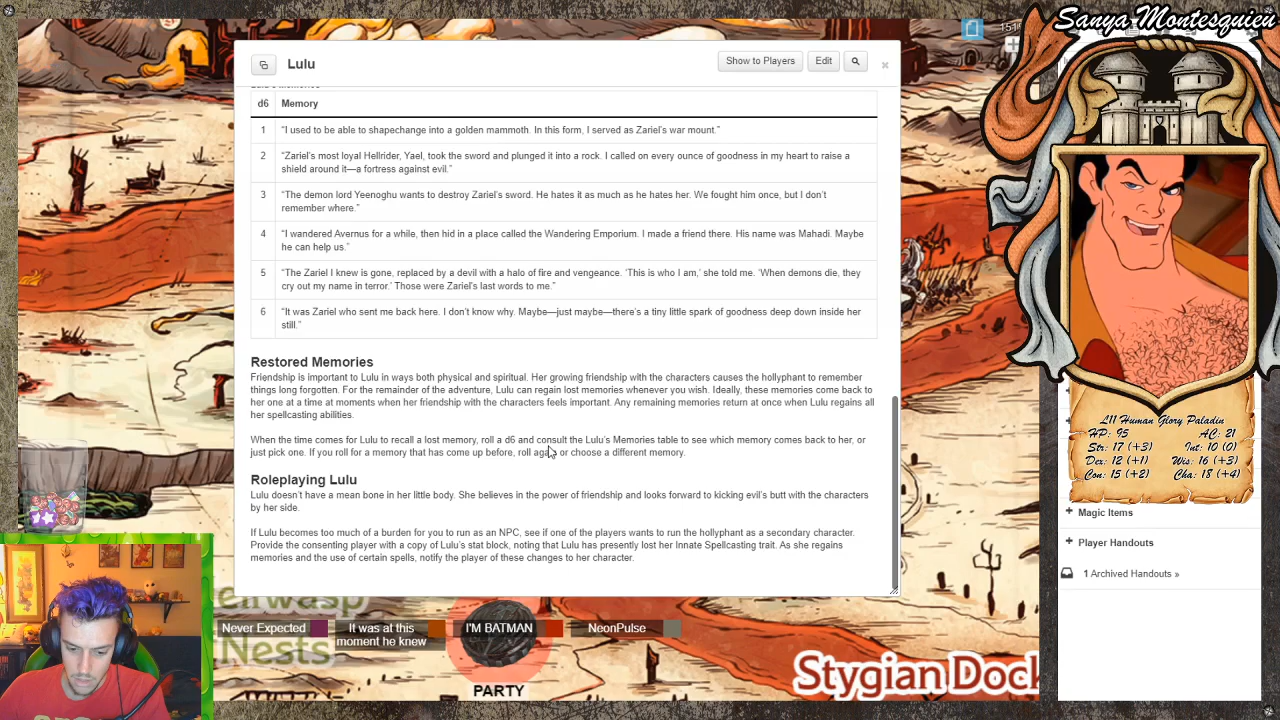 Sanya Montesquieu
151
Lulu
Show to Players
Edit
d6
Memory
1
"I used to be able to shapechange into a golden mammoth. In this form, I served as Zariel's war mount."
2
"Zariel's most loyal Hellrider, Yael, took the sword and plunged it into a rock. I called on every ounce of goodness in my heart to raise a
shield around it—a fortress against evil."
3
"The demon lord Yeenoghu wants to destroy Zariel's sword. He hates it as much as he hates her. We fought him once, but I don't
remember where."
4
"I wandered Avernus for a while, then hid in a place called the Wandering Emporium. I made a friend there. His name was Mahadi. Maybe
he can help us."
5
"The Zariel I knew is gone, replaced by a devil with a halo of fire and vengeance. 'This is who I am,' she told me. 'When demons die, they
cry out my name in terror.' Those were Zariel's last words to me."
6
"It was Zariel who sent me back here. I don't know why. Maybe—just maybe—there's a tiny little spark of goodness deep down inside her
still."
Restored Memories
Friendship is important to Lulu in ways both physical and spiritual. Her growing friendship with the characters causes the hollyphant to remember
things long forgotten. For the remainder of the adventure, Lulu can regain lost memories whenever you wish. Ideally, these memories come back to
her one at a time at moments when her friendship with the characters feels important. Any remaining memories return at once when Lulu regains all
her spellcasting abilities.
When the time comes for Lulu to recall a lost memory, roll a d6 and consult the Lulu's Memories table to see which memory comes back to her, or
just pick one. If you roll for a memory that has come up before, roll again or choose a different memory.
Roleplaying Lulu
Lulu doesn't have a mean bone in her little body. She believes in the power of friendship and looks forward to kicking evil's butt with the characters
by her side.
If Lulu becomes too much of a burden for you to run as an NPC, see if one of the players wants to run the hollyphant as a secondary character.
Provide the consenting player with a copy of Lulu's stat block, noting that Lulu has presently lost her Innate Spellcasting trait. As she regains
memories and the use of certain spells, notify the player of these changes to her character.
L11 Human Glory Paladin
HP: 95 AC: 21
Str: 17 (+3) Int: 10 (0)
Dex: 12 (+1) Wis: 16 (+3)
Con: 15 (+2) Cha: 18 (+4)
Magic Items
Player Handouts
1 Archived Handouts »
Never Expected
It was at this
moment he knew
I'M BATMAN
NeonPulse
Nests
PARTY
Stygian Dock